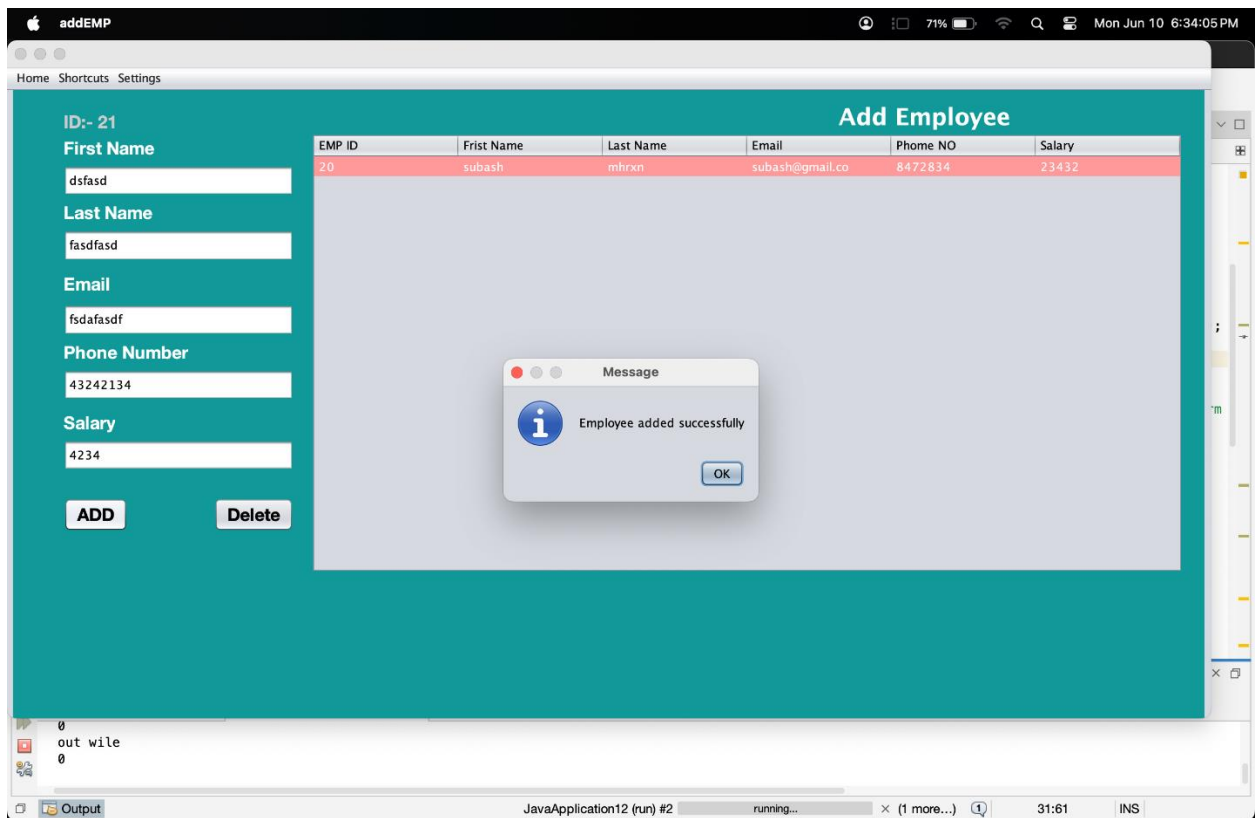 addEMP 71% Mon Jun 10 6:34:05 PM
Home Shortcuts Settings
ID:- 21
Add Employee
First Name
dsfasd
Last Name
fasdfasd
Email
fsdafasdf
Phone Number
43242134
Salary
4234
ADD Delete
EMP ID Frist Name Last Name Email Phome NO Salary
20 subash mhrxn subash@gmail.co 8472834 23432
Message
Employee added successfully
OK
;
"m
0
out wile
0
Output JavaApplication12 (run) #2 running... (1 more...) 1 31:61 INS